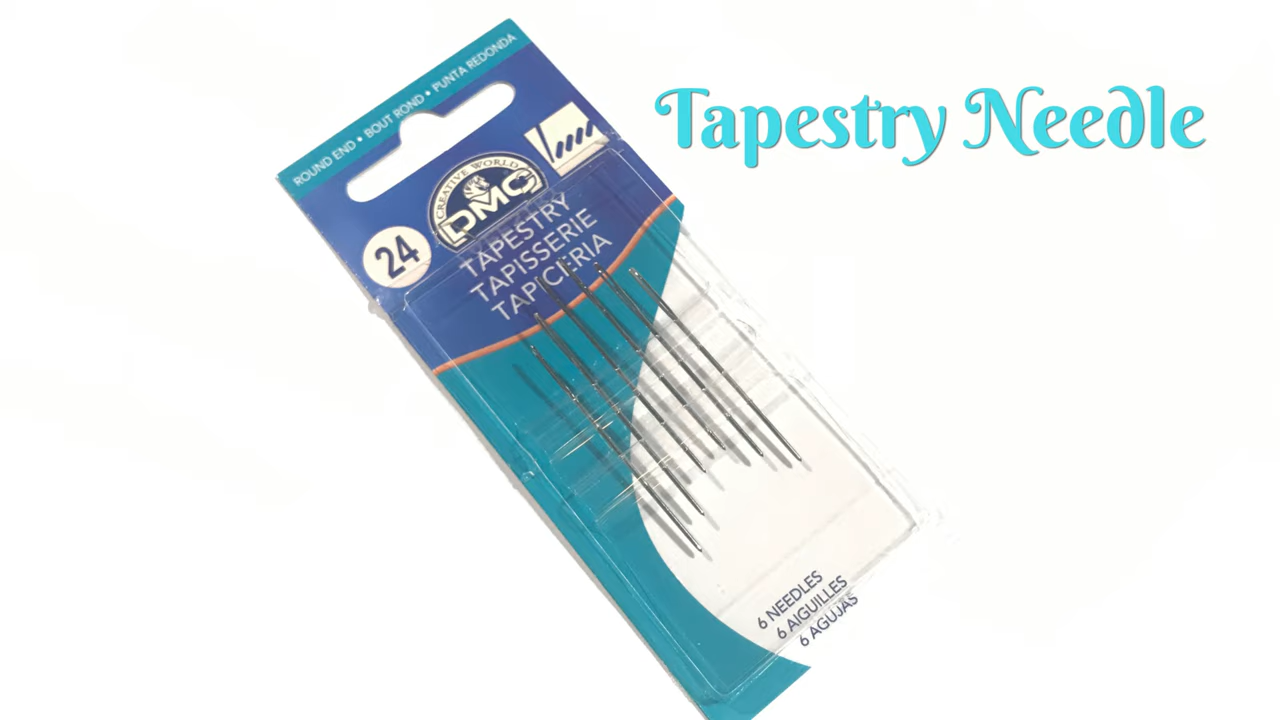 Tapestry Needle
ROUND END • BOUT ROND • PUNTA REDONDA
CREATIVE WORLD
DMC
24
TAPESTRY
TAPISSERIE
TAPICERIA
6 NEEDLES
6 AIGUILLES
6 AGUJAS